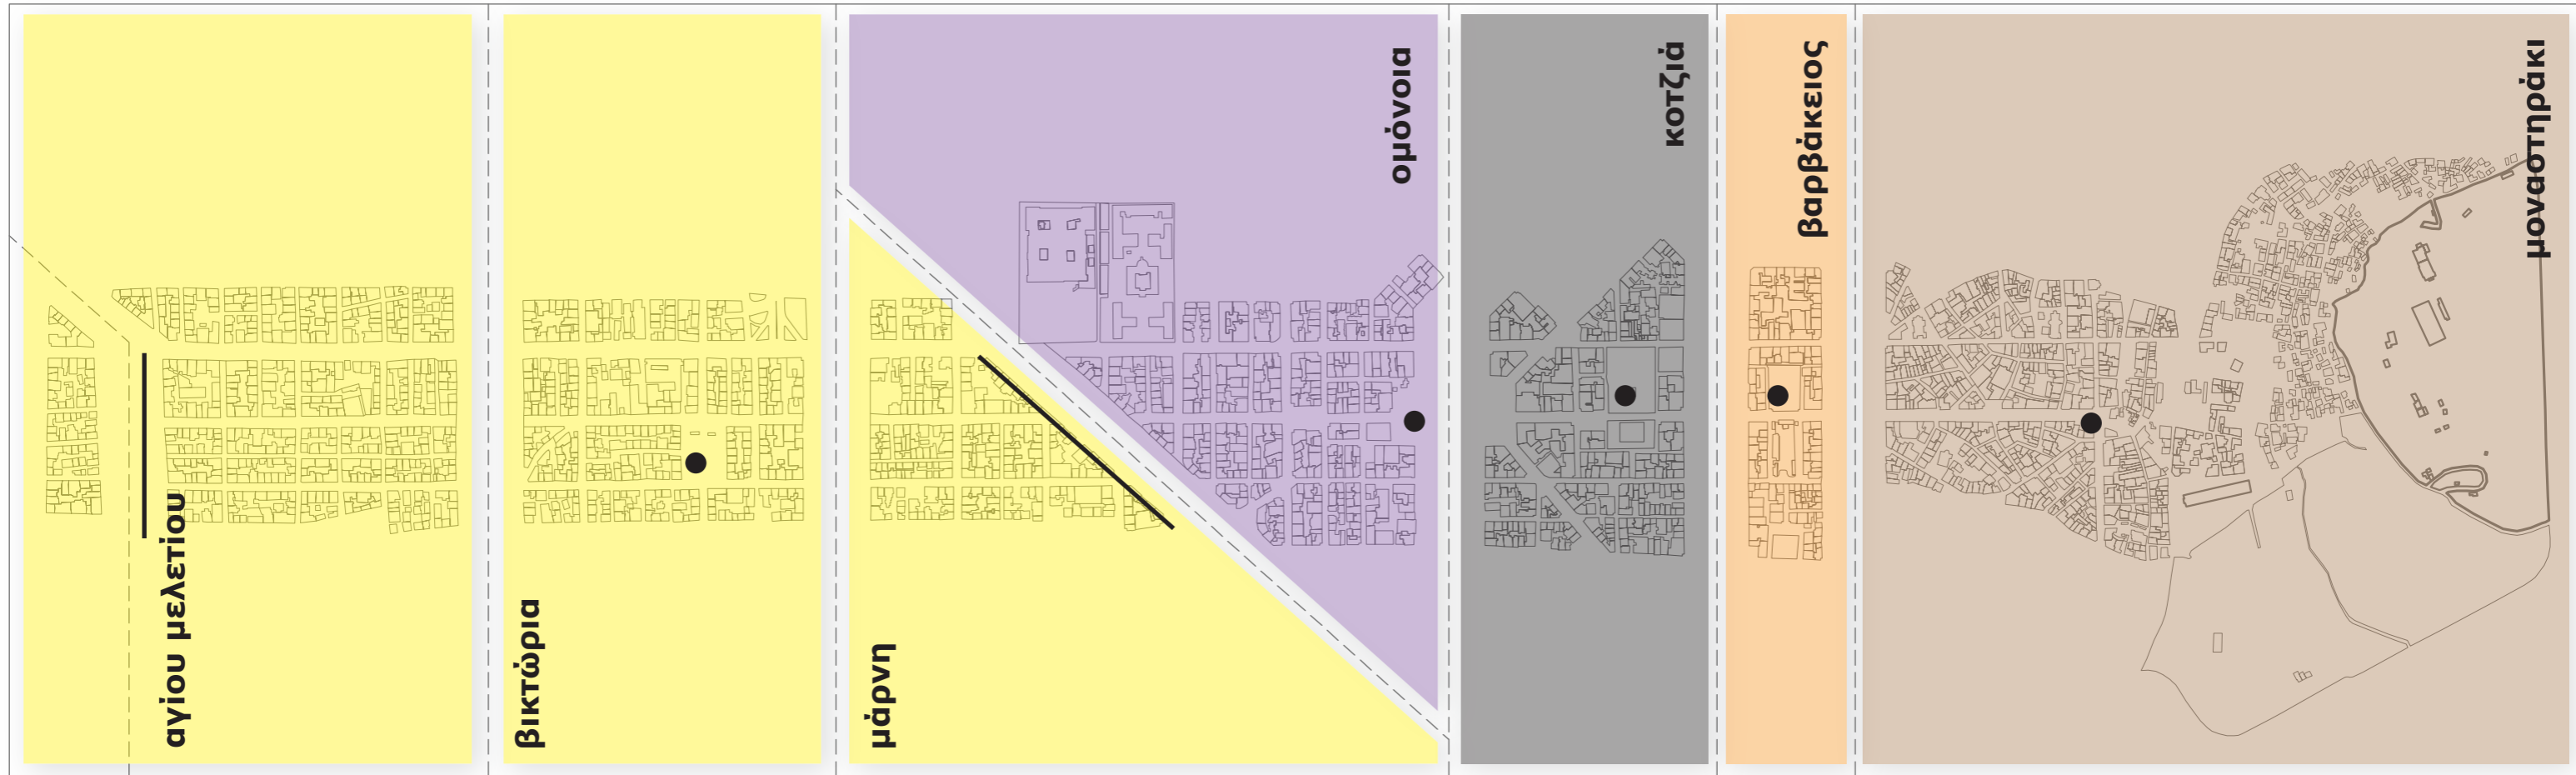 αγίου μελετίου
βικτώρια
μάρνη
ομόνοια
κοτζιά
βαρβάκειος
μοναστηράκι